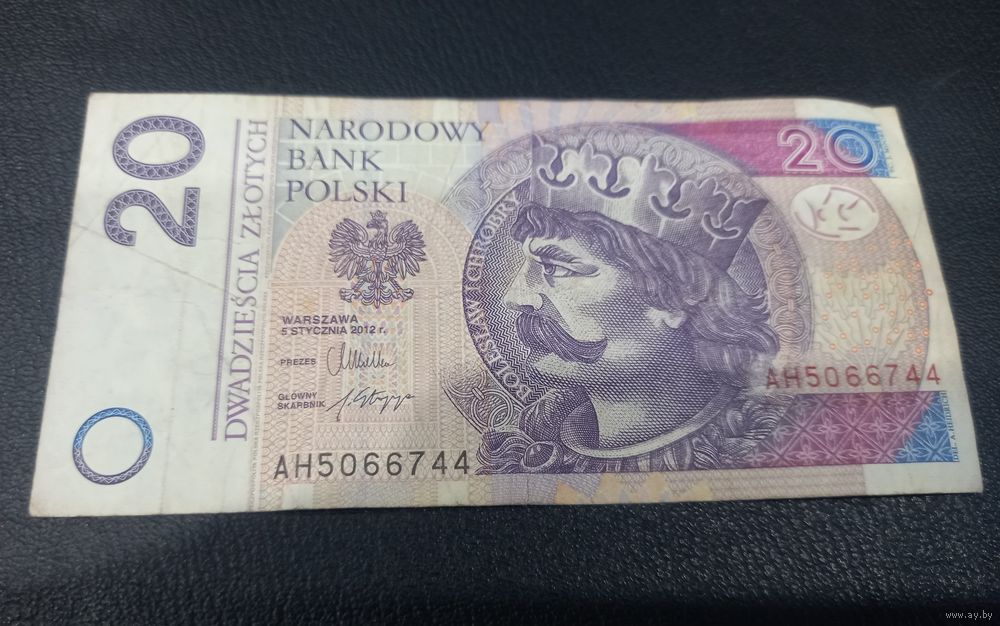 20
DWADZIEŚCIA ZŁOTYCH
NARODOWY
BANK
POLSKI
WARSZAWA
5 STYCZNIA 2012 r.
PREZES
GŁÓWNY
SKARBNIK
AH5066744
BOLESŁAW I CHROBRY
20
AH5066744
www.ay.by